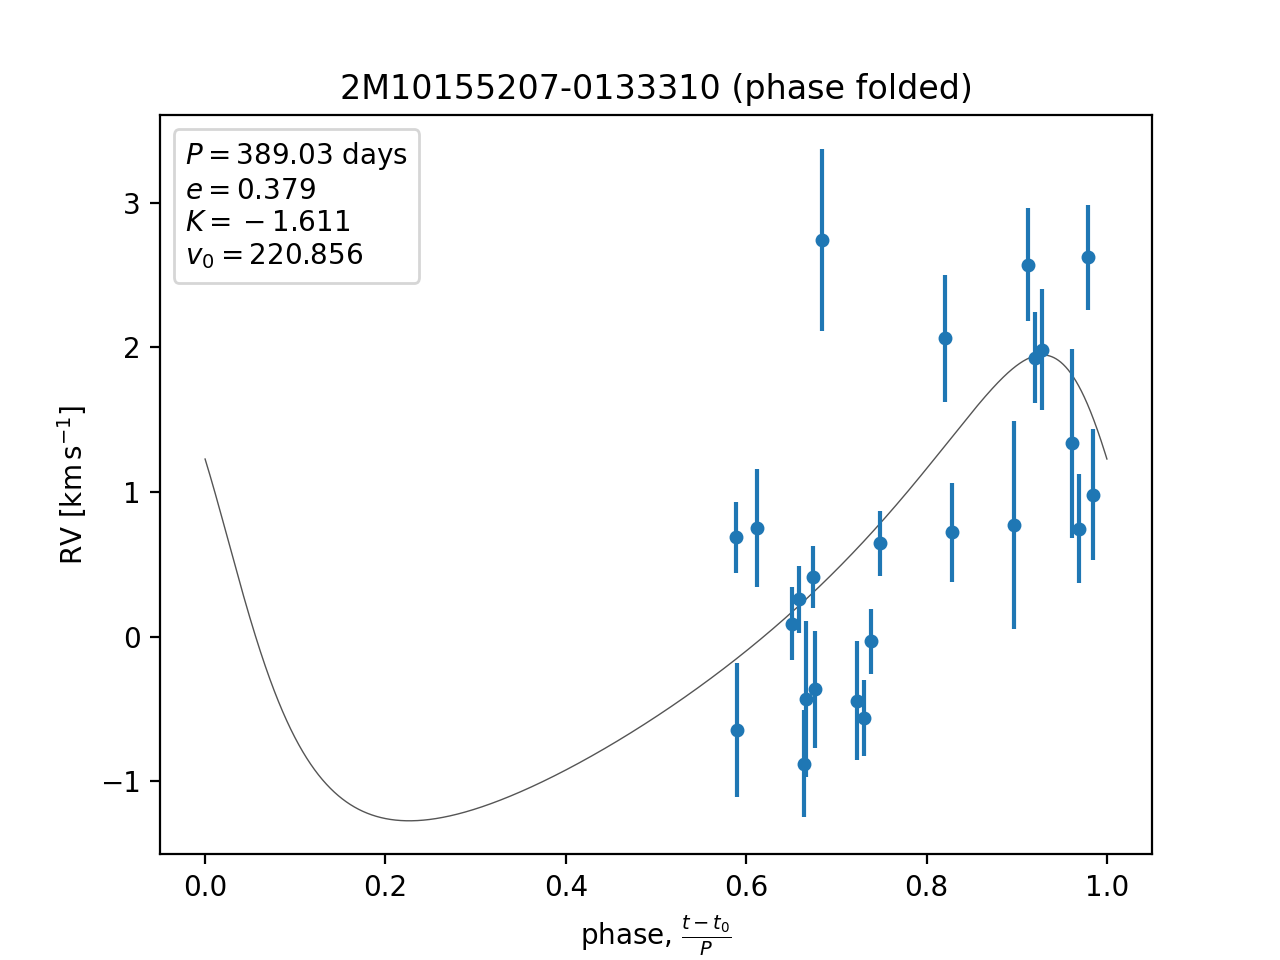 2M10155207-0133310 (phase folded)
P = 389.03 days
e = 0.379
K = −1.611
v₀ = 220.856
3
2
1
0
−1
RV [km s⁻¹]
0.0 0.2 0.4 0.6 0.8 1.0
phase, (t − t₀)/P